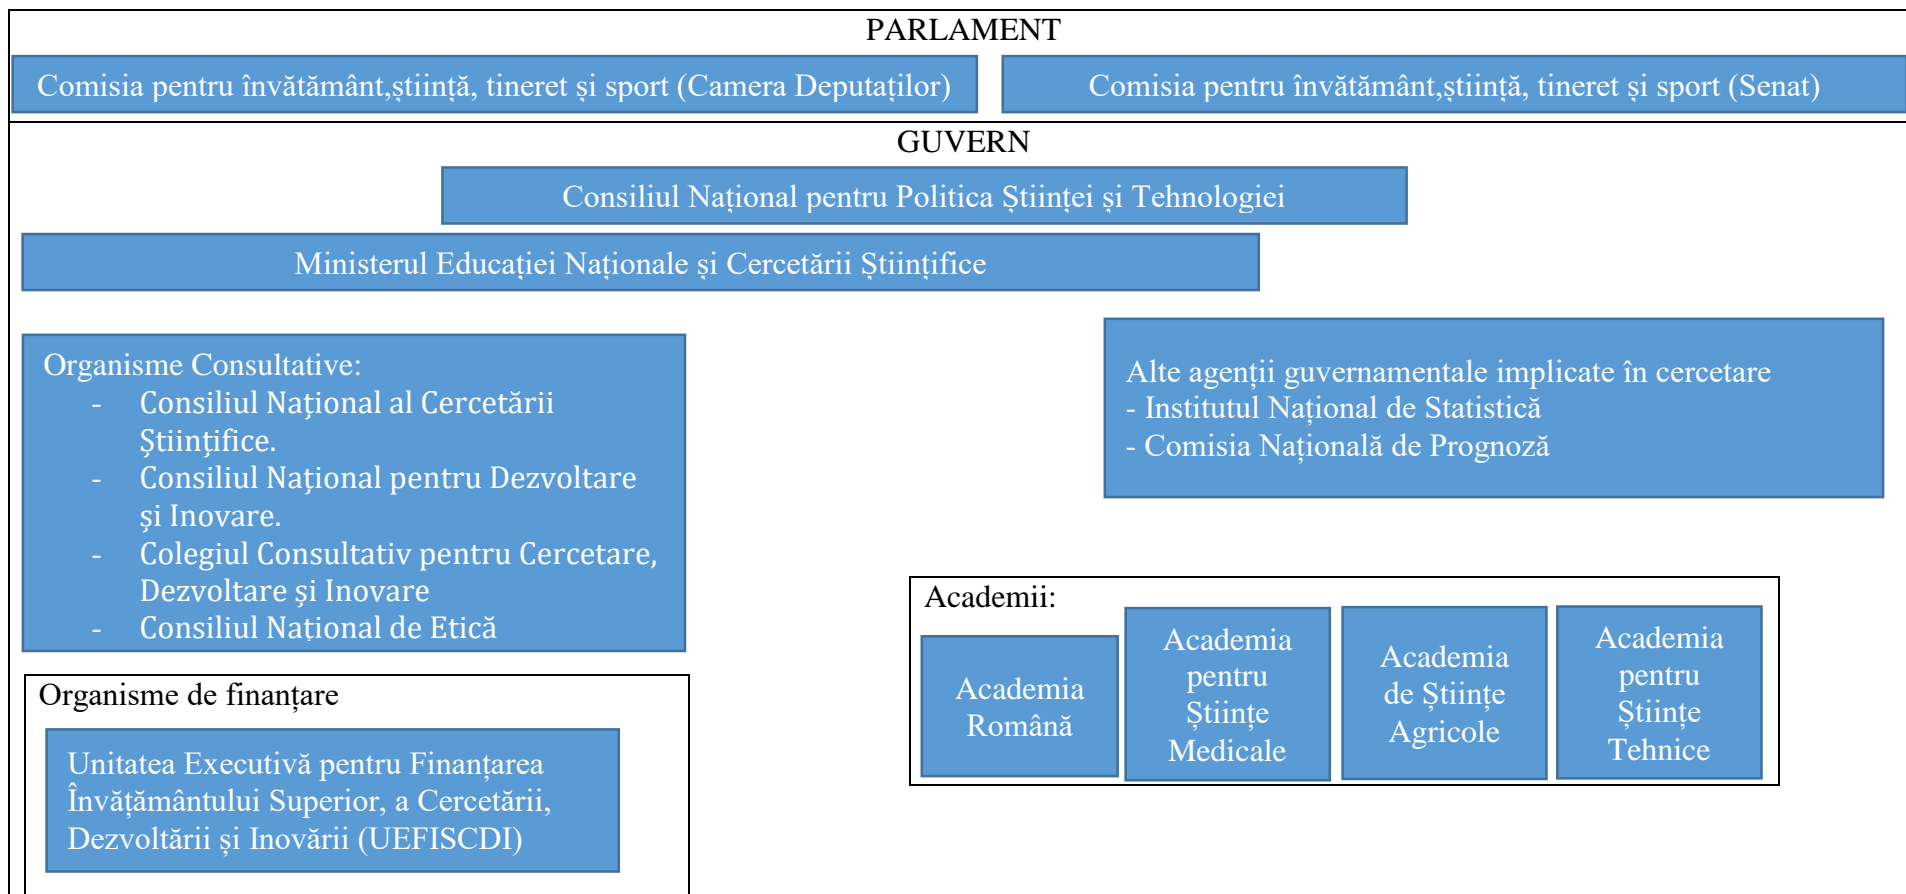 PARLAMENT
Comisia pentru învătământ,știință, tineret și sport (Camera Deputaților)
Comisia pentru învătământ,știință, tineret și sport (Senat)
GUVERN
Consiliul Național pentru Politica Științei și Tehnologiei
Ministerul Educației Naționale și Cercetării Științifice
Organisme Consultative:
- Consiliul Național al Cercetării
Științifice.
- Consiliul Național pentru Dezvoltare
și Inovare.
- Colegiul Consultativ pentru Cercetare,
Dezvoltare și Inovare
- Consiliul Național de Etică
Alte agenții guvernamentale implicate în cercetare
- Institutul Național de Statistică
- Comisia Națională de Prognoză
Organisme de finanțare
Unitatea Executivă pentru Finanțarea
Învățământului Superior, a Cercetării,
Dezvoltării și Inovării (UEFISCDI)
Academii:
Academia
Română
Academia
pentru
Științe
Medicale
Academia
de Științe
Agricole
Academia
pentru
Științe
Tehnice